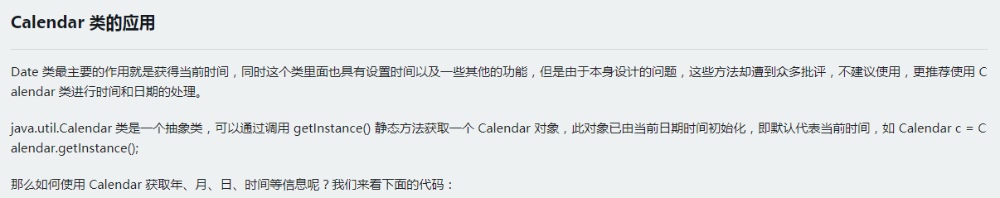 Calendar 类的应用
Date 类最主要的作用就是获得当前时间，同时这个类里面也具有设置时间以及一些其他的功能，但是由于本身设计的问题，这些方法却遭到众多批评，不建议使用，更推荐使用 C
alendar 类进行时间和日期的处理。
java.util.Calendar 类是一个抽象类，可以通过调用 getInstance() 静态方法获取一个 Calendar 对象，此对象已由当前日期时间初始化，即默认代表当前时间，如 Calendar c = C
alendar.getInstance();
那么如何使用 Calendar 获取年、月、日、时间等信息呢？我们来看下面的代码：